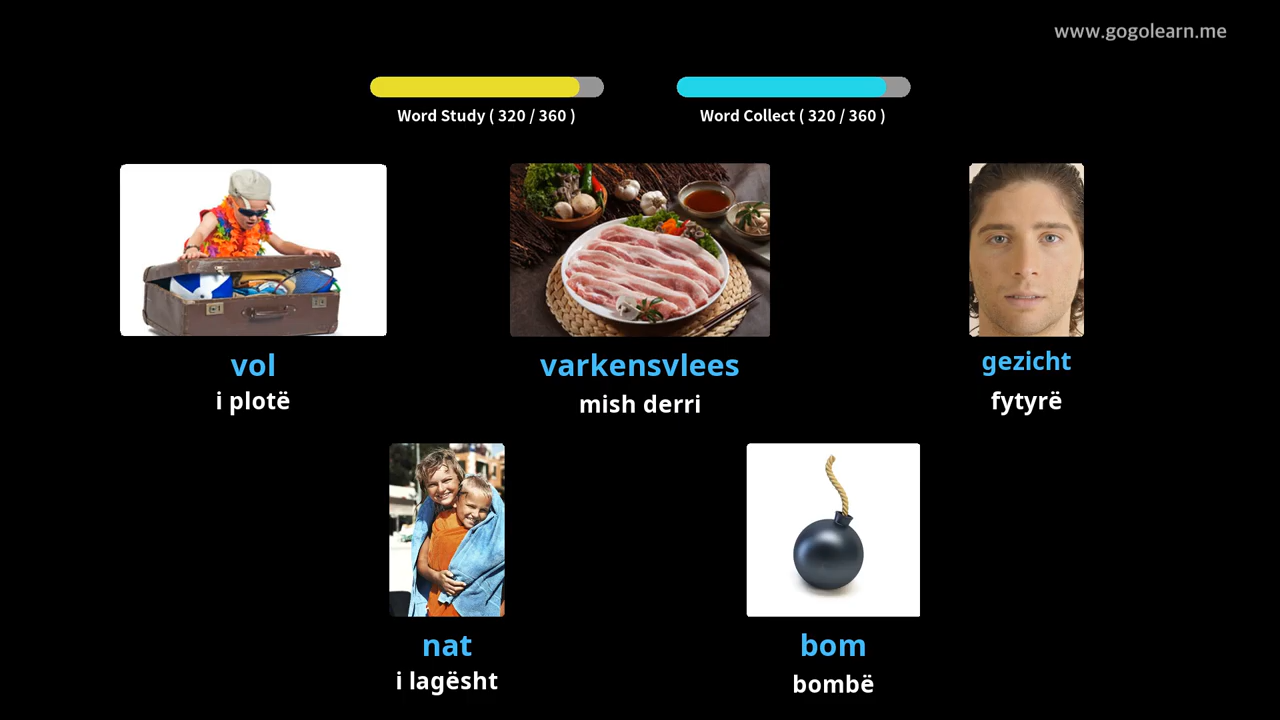 www.gogolearn.me
Word Study ( 320 / 360 )
Word Collect ( 320 / 360 )
vol
i plotë
varkensvlees
mish derri
gezicht
fytyrë
nat
i lagësht
bom
bombë